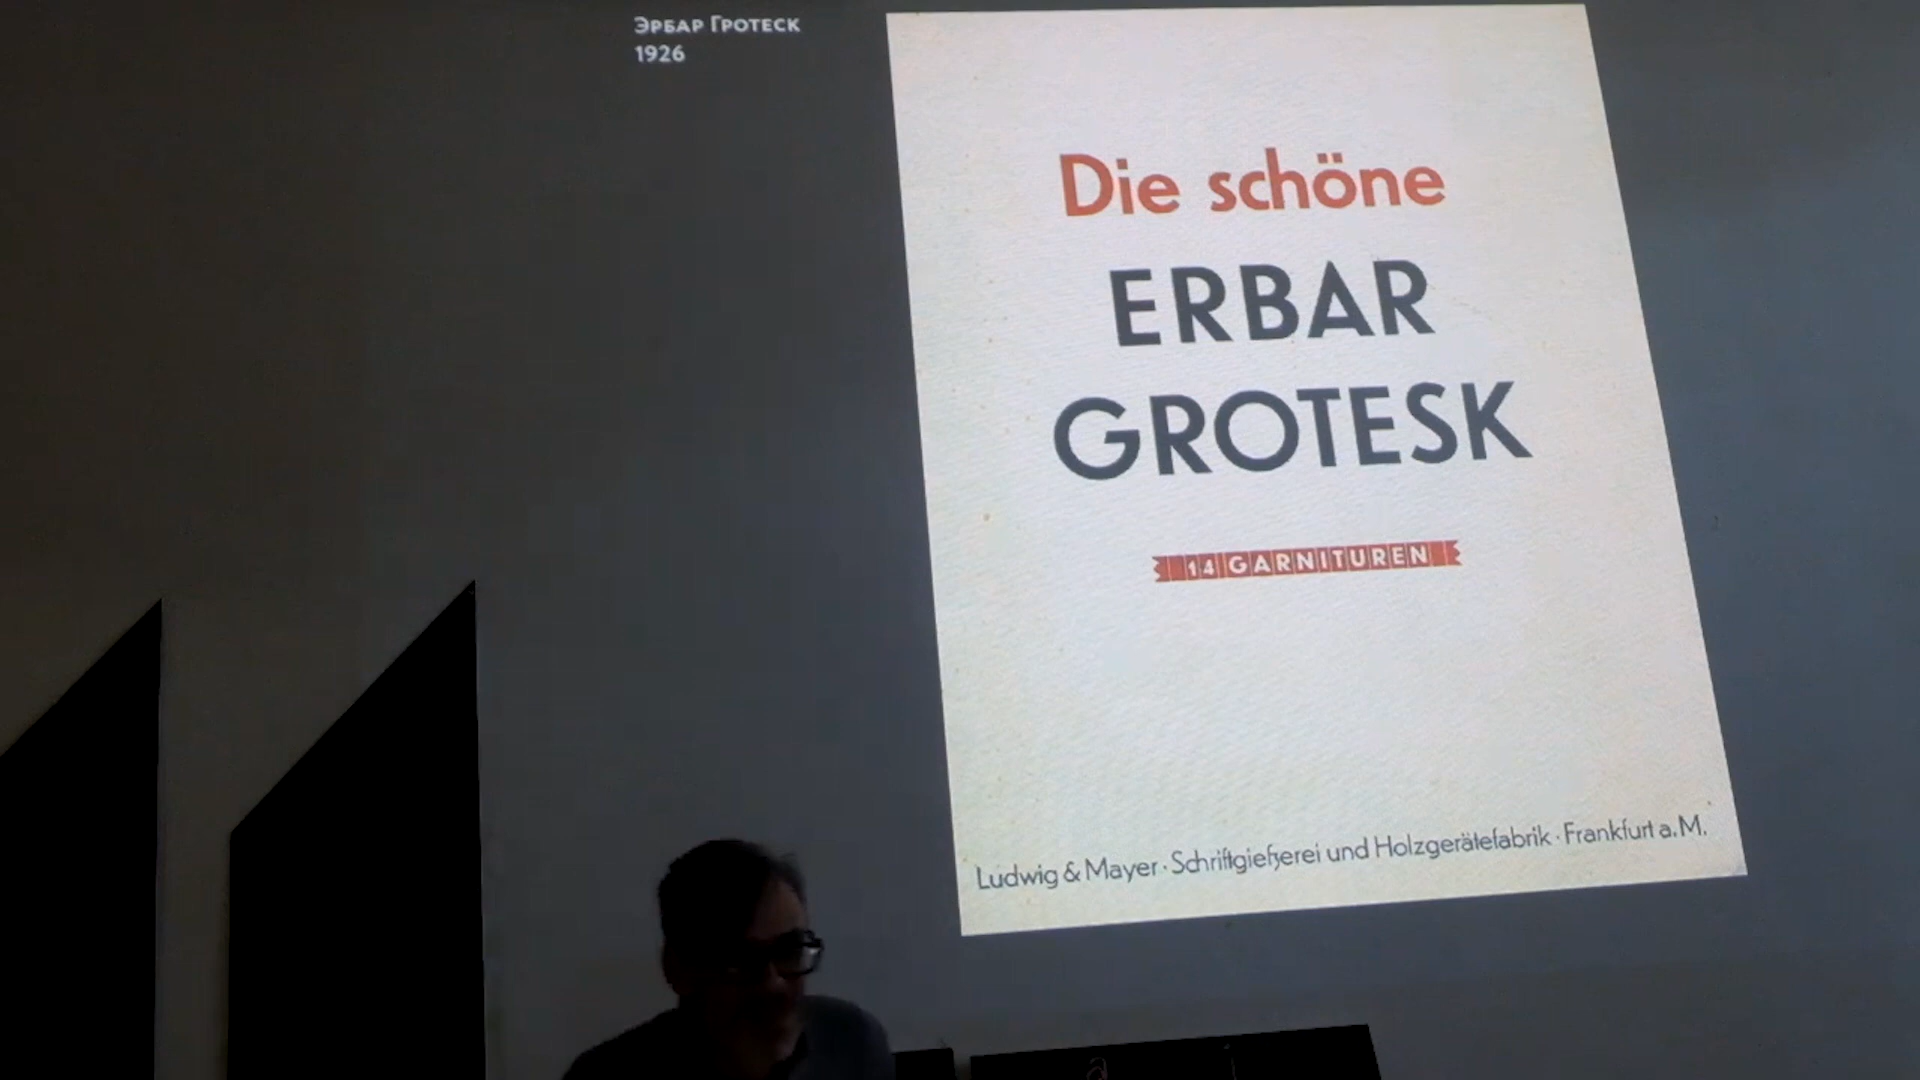 Эрбар Гротеск
1926
Die schöne
ERBAR
GROTESK
14 GARNITUREN
Ludwig & Mayer · Schriftgießerei und Holzgerätefabrik · Frankfurt a. M.